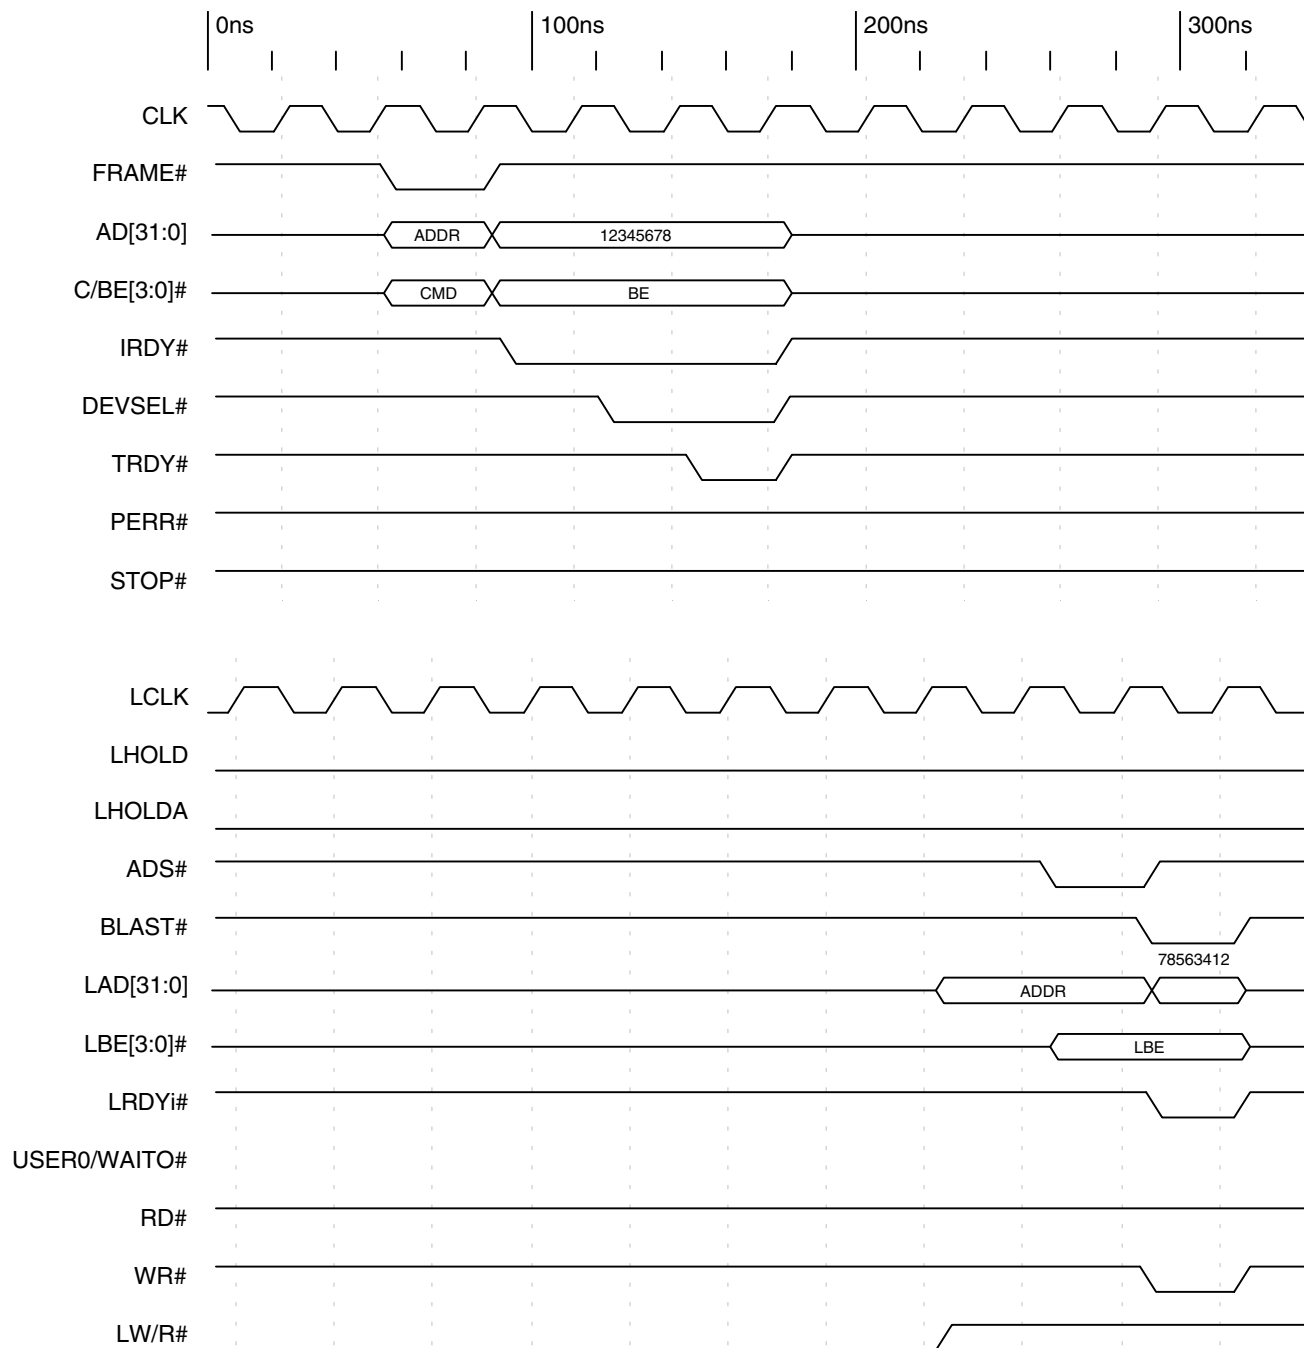 0ns 100ns 200ns 300ns
CLK
FRAME#
AD[31:0] ADDR 12345678
C/BE[3:0]# CMD BE
IRDY#
DEVSEL#
TRDY#
PERR#
STOP#
LCLK
LHOLD
LHOLDA
ADS#
BLAST#
78563412
LAD[31:0] ADDR
LBE[3:0]# LBE
LRDYi#
USER0/WAITO#
RD#
WR#
LW/R#